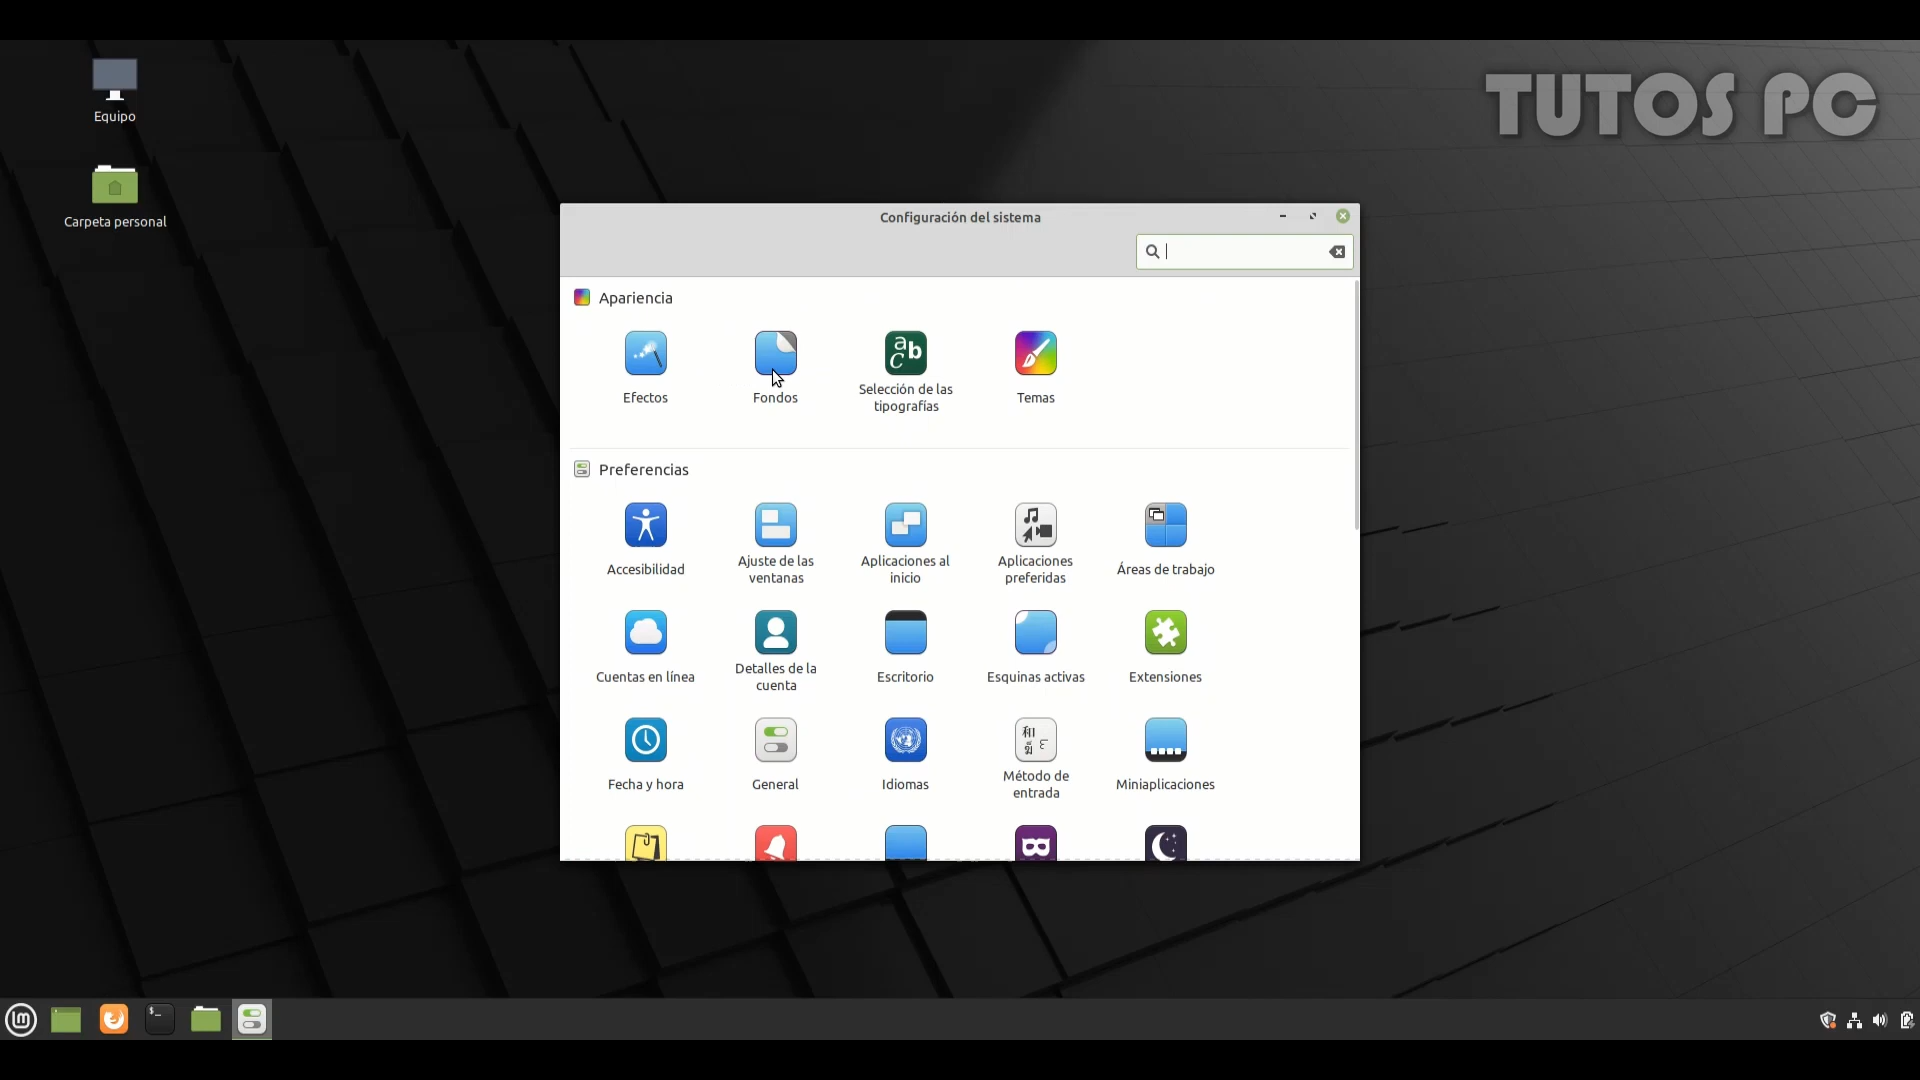 Equipo
Carpeta personal
TUTOS PC
Configuración del sistema
Apariencia
Efectos
Fondos
Selección de las
tipografías
Temas
Preferencias
Accesibilidad
Ajuste de las
ventanas
Aplicaciones al
inicio
Aplicaciones
preferidas
Áreas de trabajo
Cuentas en línea
Detalles de la
cuenta
Escritorio
Esquinas activas
Extensiones
Fecha y hora
General
Idiomas
Método de
entrada
Miniaplicaciones